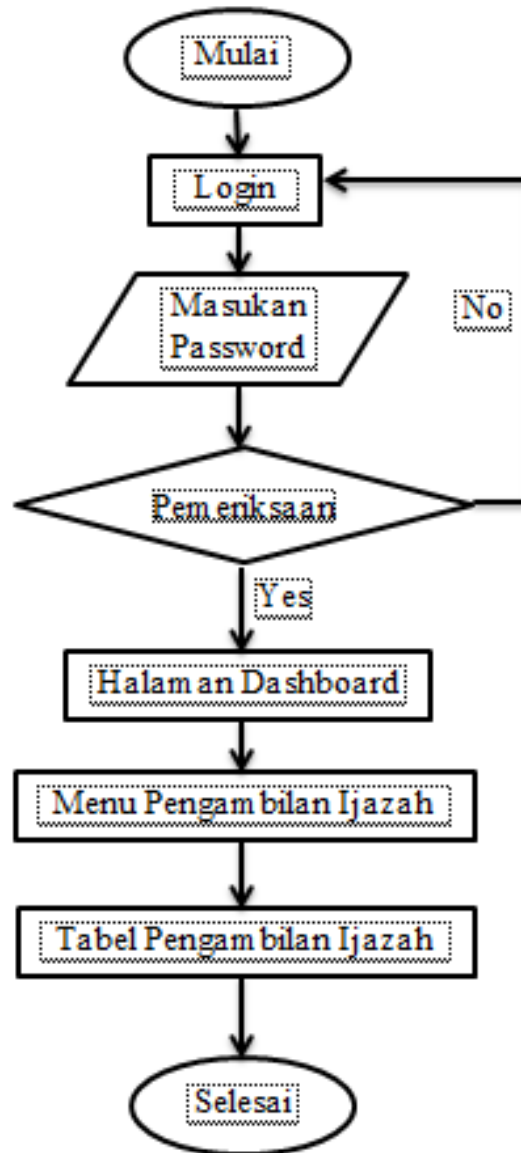 Mulai
Login
Masukan
Password
No
Pemeriksaan
Yes
Halaman Dashboard
Menu Pengambilan Ijazah
Tabel Pengambilan Ijazah
Selesai